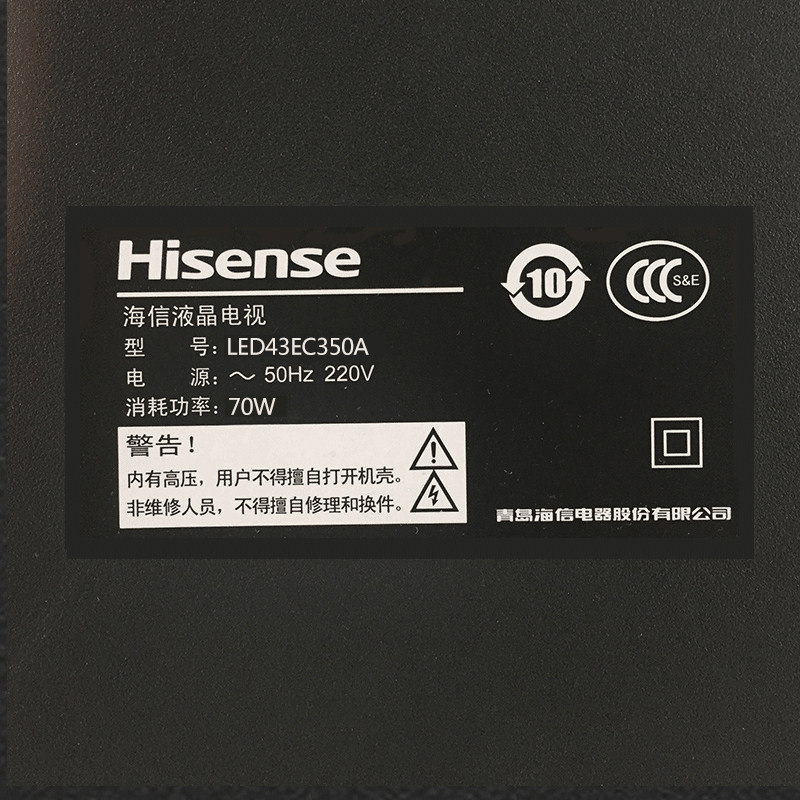 Hisense
10
CCC S&E
海信液晶电视
型 号: LED43EC350A
电 源: ～ 50Hz 220V
消耗功率: 70W
警告!
内有高压，用户不得擅自打开机壳。
非维修人员，不得擅自修理和换件。
青岛海信电器股份有限公司